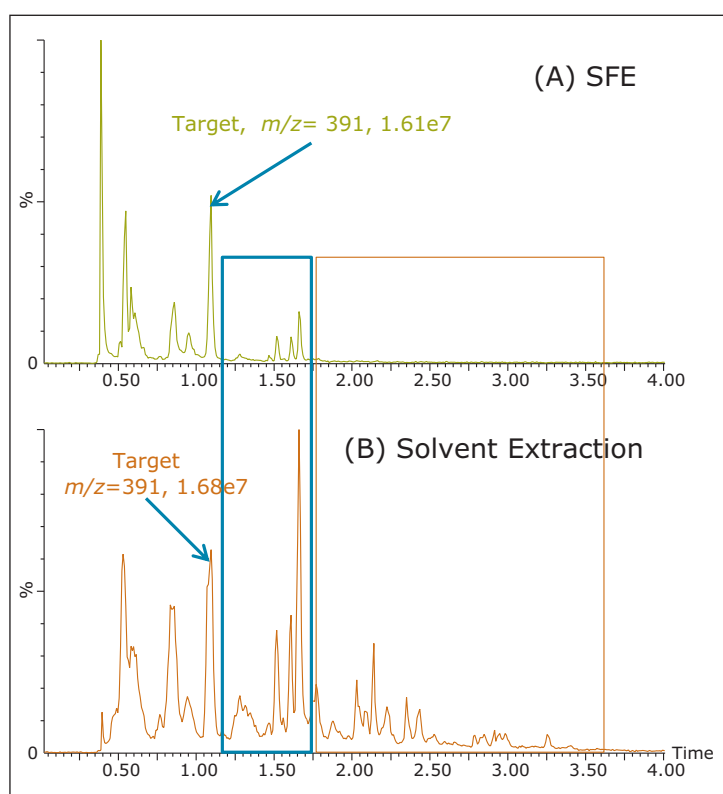 (A) SFE
Target, m/z= 391, 1.61e7
%
0
0.50 1.00 1.50 2.00 2.50 3.00 3.50 4.00
(B) Solvent Extraction
Target
m/z=391, 1.68e7
%
0
Time
0.50 1.00 1.50 2.00 2.50 3.00 3.50 4.00